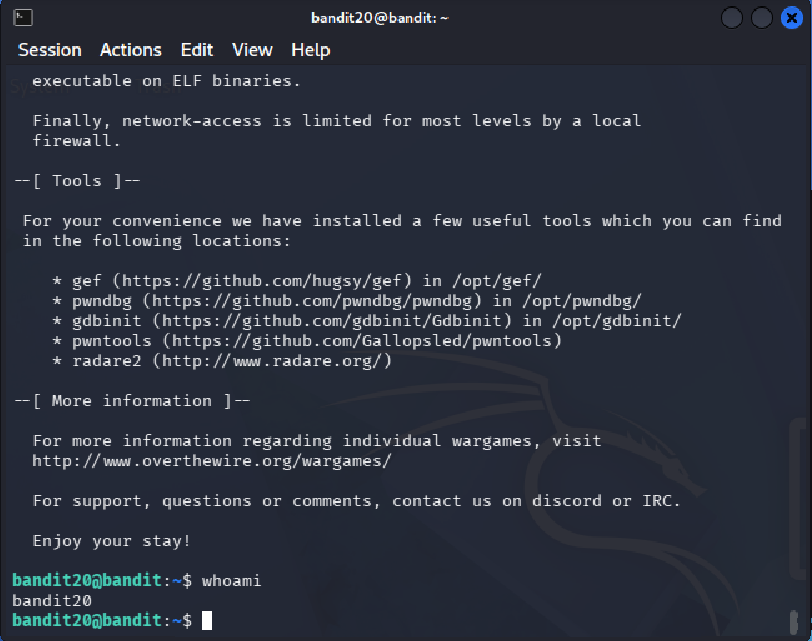 bandit20@bandit: ~
Session Actions Edit View Help
executable on ELF binaries.
Finally, network-access is limited for most levels by a local
firewall.
--[ Tools ]--
For your convenience we have installed a few useful tools which you can find
in the following locations:
* gef (https://github.com/hugsy/gef) in /opt/gef/
* pwndbg (https://github.com/pwndbg/pwndbg) in /opt/pwndbg/
* gdbinit (https://github.com/gdbinit/Gdbinit) in /opt/gdbinit/
* pwntools (https://github.com/Gallopsled/pwntools)
* radare2 (http://www.radare.org/)
--[ More information ]--
For more information regarding individual wargames, visit
http://www.overthewire.org/wargames/
For support, questions or comments, contact us on discord or IRC.
Enjoy your stay!
bandit20@bandit:~$ whoami
bandit20
bandit20@bandit:~$